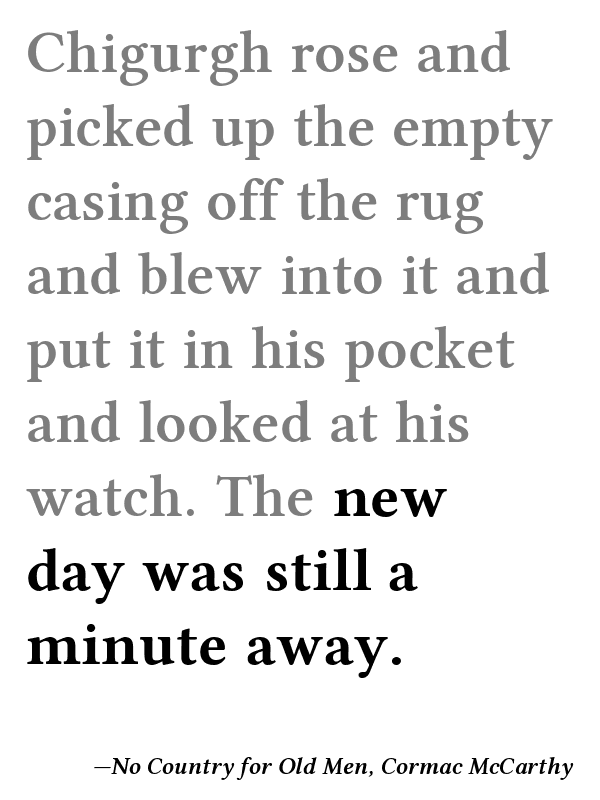 Chigurgh rose and
picked up the empty
casing off the rug
and blew into it and
put it in his pocket
and looked at his
watch. The new
day was still a
minute away.
—No Country for Old Men, Cormac McCarthy